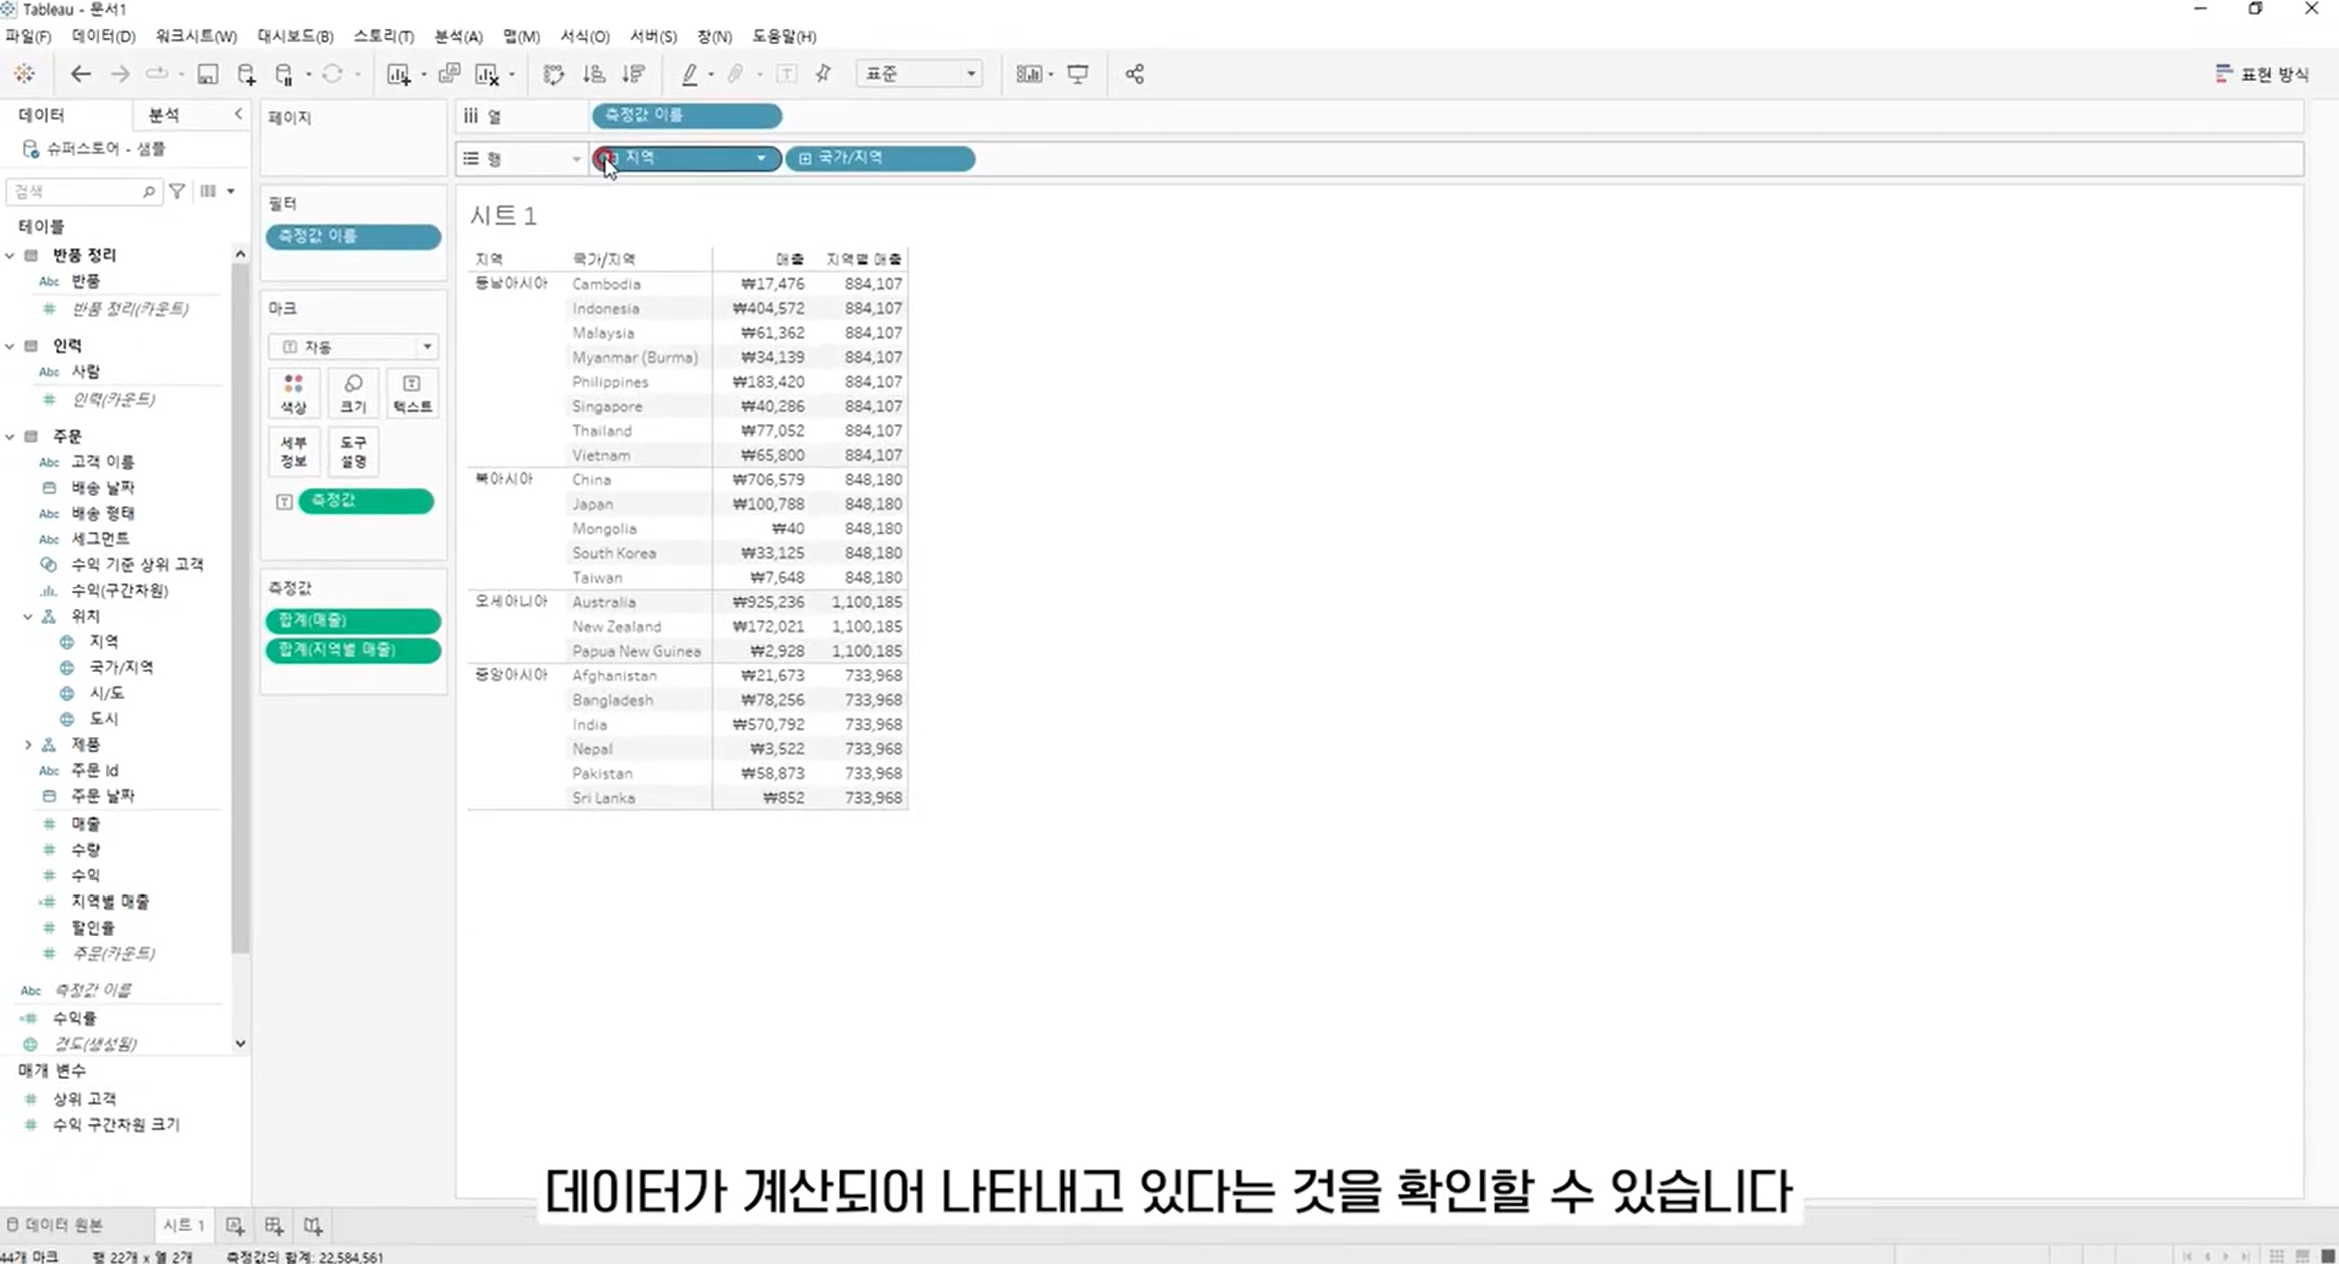 Tableau - 문서1
파일(F) 데이터(D) 워크시트(W) 대시보드(B) 스토리(T) 분석(A) 맵(M) 서식(O) 서버(S) 창(N) 도움말(H)
표준
표현 방식
데이터 분석
슈퍼스토어 - 샘플
검색
테이블
반품 정리
Abc 반품
반품 정리(카운트)
인력
Abc 사람
인력(카운트)
주문
Abc 고객 이름
배송 날짜
Abc 배송 형태
Abc 세그먼트
수익 기준 상위 고객
수익(구간차원)
위치
지역
국가/지역
시/도
도시
제품
Abc 주문 Id
주문 날짜
매출
수량
수익
지역별 매출
할인율
주문(카운트)
Abc 측정값 이름
수익률
경도(생성됨)
매개 변수
상위 고객
수익 구간차원 크기
페이지
필터
측정값 이름
마크
자동
색상 크기 텍스트
세부 정보
도구 설명
측정값
측정값
합계(매출)
합계(지역별 매출)
열 측정값 이름
행 지역 국가/지역
시트 1
지역 국가/지역 매출 지역별 매출
동남아시아 Cambodia ₩17,476 884,107
Indonesia ₩404,572 884,107
Malaysia ₩61,362 884,107
Myanmar (Burma) ₩34,139 884,107
Philippines ₩183,420 884,107
Singapore ₩40,286 884,107
Thailand ₩77,052 884,107
Vietnam ₩65,800 884,107
북아시아 China ₩706,579 848,180
Japan ₩100,788 848,180
Mongolia ₩40 848,180
South Korea ₩33,125 848,180
Taiwan ₩7,648 848,180
오세아니아 Australia ₩925,236 1,100,185
New Zealand ₩172,021 1,100,185
Papua New Guinea ₩2,928 1,100,185
중앙아시아 Afghanistan ₩21,673 733,968
Bangladesh ₩78,256 733,968
India ₩570,792 733,968
Nepal ₩3,522 733,968
Pakistan ₩58,873 733,968
Sri Lanka ₩852 733,968
데이터가 계산되어 나타내고 있다는 것을 확인할 수 있습니다
데이터 원본 시트 1
44개 마크 행 22개 x 열 2개 측정값의 합계: 22,584,561